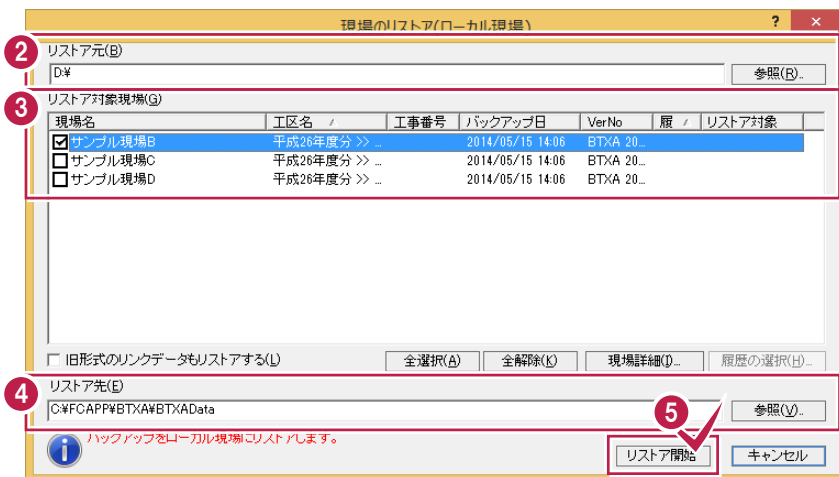 現場のリストア(ローカル現場) ? ×
2 リストア元(B)
D:¥ 参照(R)..
3 リストア対象現場(G)
現場名 工区名 工事番号 バックアップ日 VerNo 履 リストア対象
サンプル現場B 平成26年度分 >> ... 2014/05/15 14:06 BTXA 20...
サンプル現場C 平成26年度分 >> ... 2014/05/15 14:06 BTXA 20...
サンプル現場D 平成26年度分 >> ... 2014/05/15 14:06 BTXA 20...
旧形式のリンクデータもリストアする(L) 全選択(A) 全解除(K) 現場詳細(I)... 履歴の選択(H)...
4 リストア先(E)
C:¥FCAPP¥BTXA¥BTXAData 参照(V)..
5
バックアップをローカル現場にリストアします。
リストア開始 キャンセル